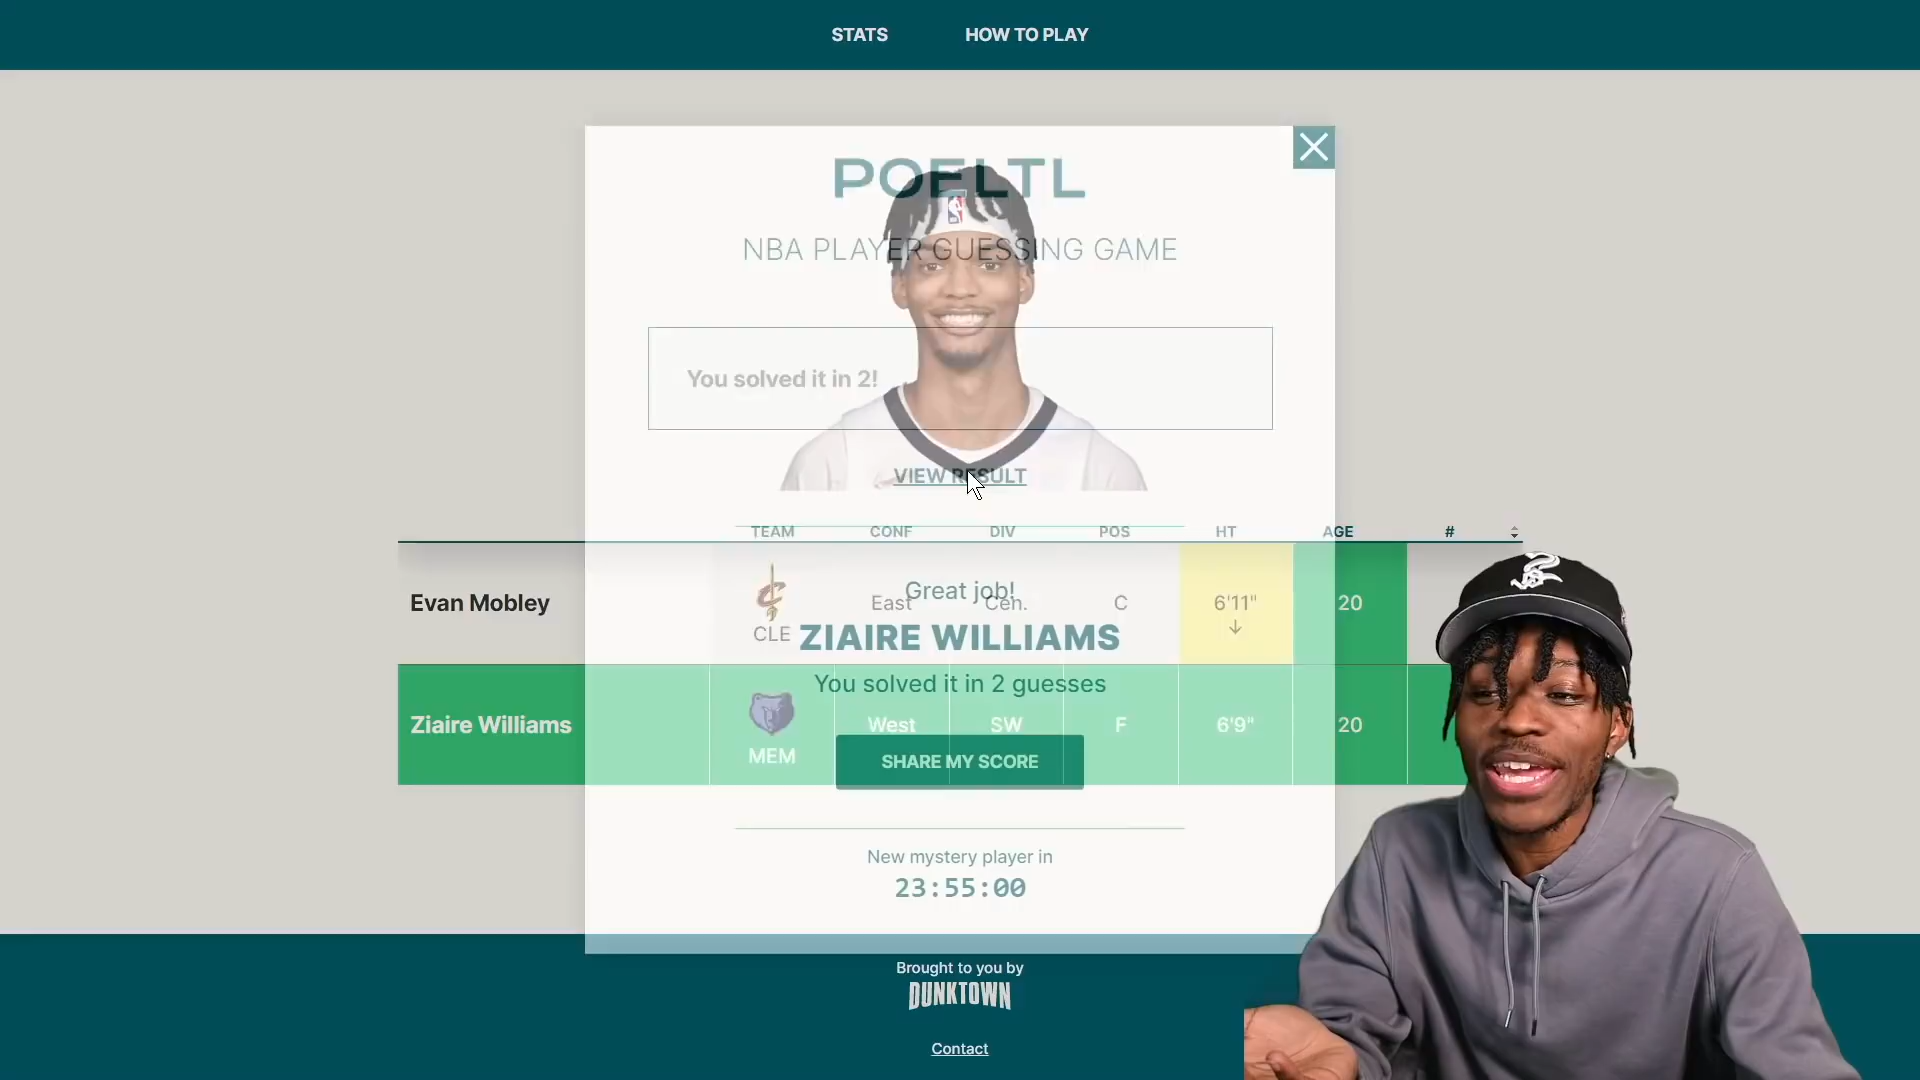 STATS HOW TO PLAY
POELTL
NBA PLAYER GUESSING GAME
You solved it in 2!
VIEW RESULT
TEAM CONF DIV POS HT AGE #
Evan Mobley CLE East Cen. C 6'11" ↓ 20
Great job!
ZIAIRE WILLIAMS
You solved it in 2 guesses
Ziaire Williams MEM West SW F 6'9" 20
SHARE MY SCORE
New mystery player in
23:55:00
Brought to you by
DUNKTOWN
Contact